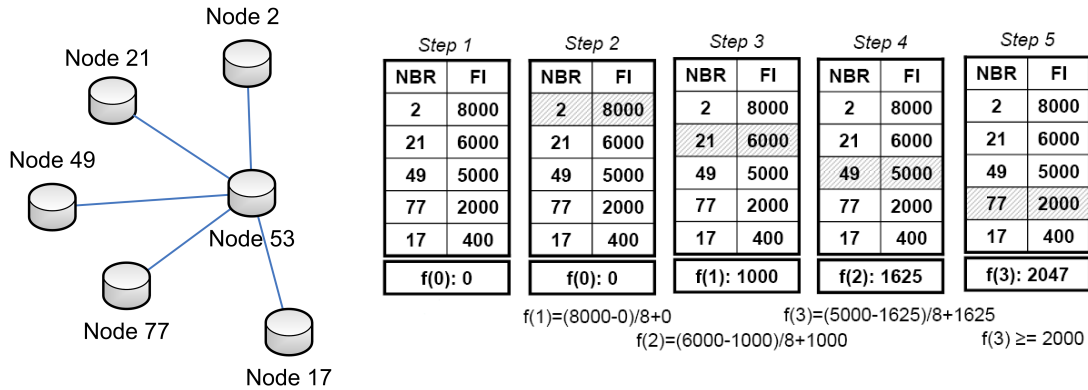 Node 2
Node 21
Node 49
Node 53
Node 77
Node 17
Step 1
NBR FI
2 8000
21 6000
49 5000
77 2000
17 400
f(0): 0
Step 2
NBR FI
2 8000
21 6000
49 5000
77 2000
17 400
f(0): 0
Step 3
NBR FI
2 8000
21 6000
49 5000
77 2000
17 400
f(1): 1000
Step 4
NBR FI
2 8000
21 6000
49 5000
77 2000
17 400
f(2): 1625
Step 5
NBR FI
2 8000
21 6000
49 5000
77 2000
17 400
f(3): 2047
f(1)=(8000-0)/8+0
f(3)=(5000-1625)/8+1625
f(2)=(6000-1000)/8+1000
f(3) ≥= 2000